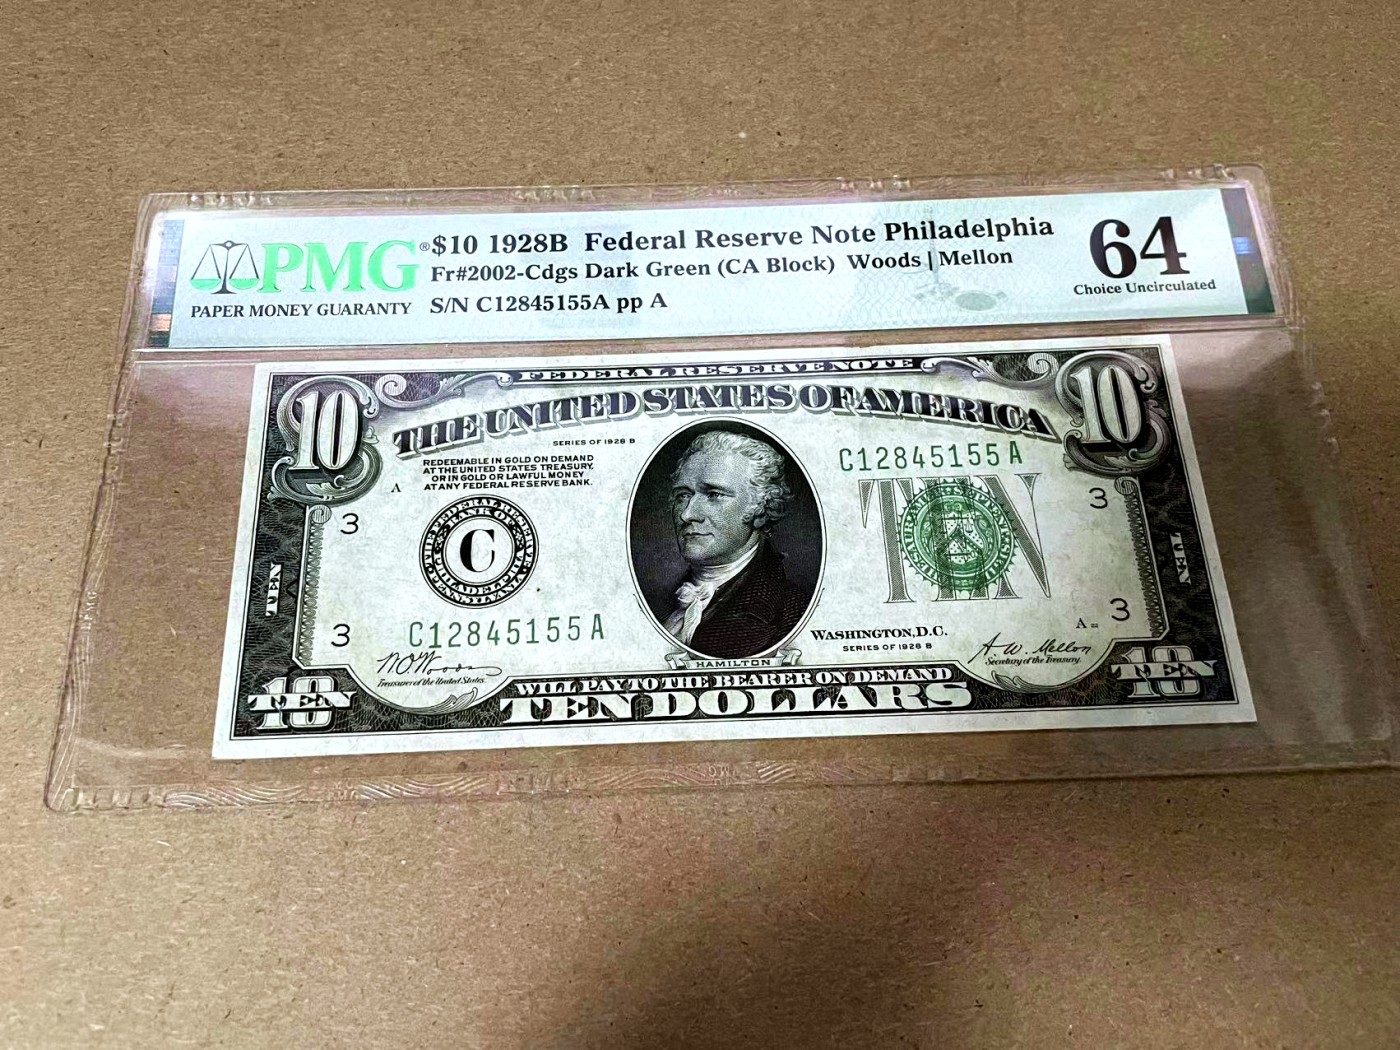 PMG®
PAPER MONEY GUARANTY
$10 1928B Federal Reserve Note Philadelphia
Fr#2002-Cdgs Dark Green (CA Block) Woods | Mellon
S/N C12845155A pp A
64
Choice Uncirculated
FEDERAL RESERVE NOTE
10
10
THE UNITED STATES OF AMERICA
SERIES OF 1928 B
REDEEMABLE IN GOLD ON DEMAND
AT THE UNITED STATES TREASURY,
OR IN GOLD OR LAWFUL MONEY
AT ANY FEDERAL RESERVE BANK.
C12845155A
A
3
3
C
TEN
TEN
TEN
3
3
A
C12845155A
WASHINGTON, D.C.
SERIES OF 1928 B
W. O. Woods
Treasurer of the United States.
A. W. Mellon
Secretary of the Treasury.
HAMILTON
WILL PAY TO THE BEARER ON DEMAND
TEN DOLLARS
10
TEN
10
TEN
PMG